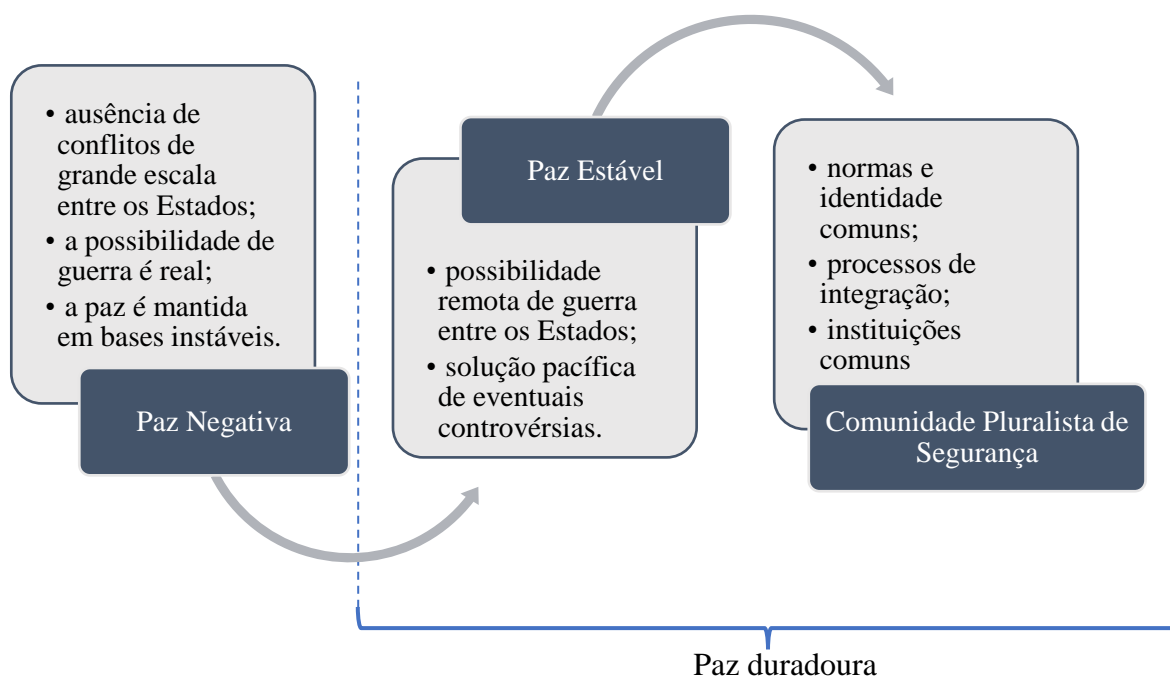 • ausência de
conflitos de
grande escala
entre os Estados;
• a possibilidade de
guerra é real;
• a paz é mantida
em bases instáveis.
Paz Negativa
Paz Estável
• possibilidade
remota de guerra
entre os Estados;
• solução pacífica
de eventuais
controvérsias.
• normas e
identidade
comuns;
• processos de
integração;
• instituições
comuns
Comunidade Pluralista de
Segurança
Paz duradoura